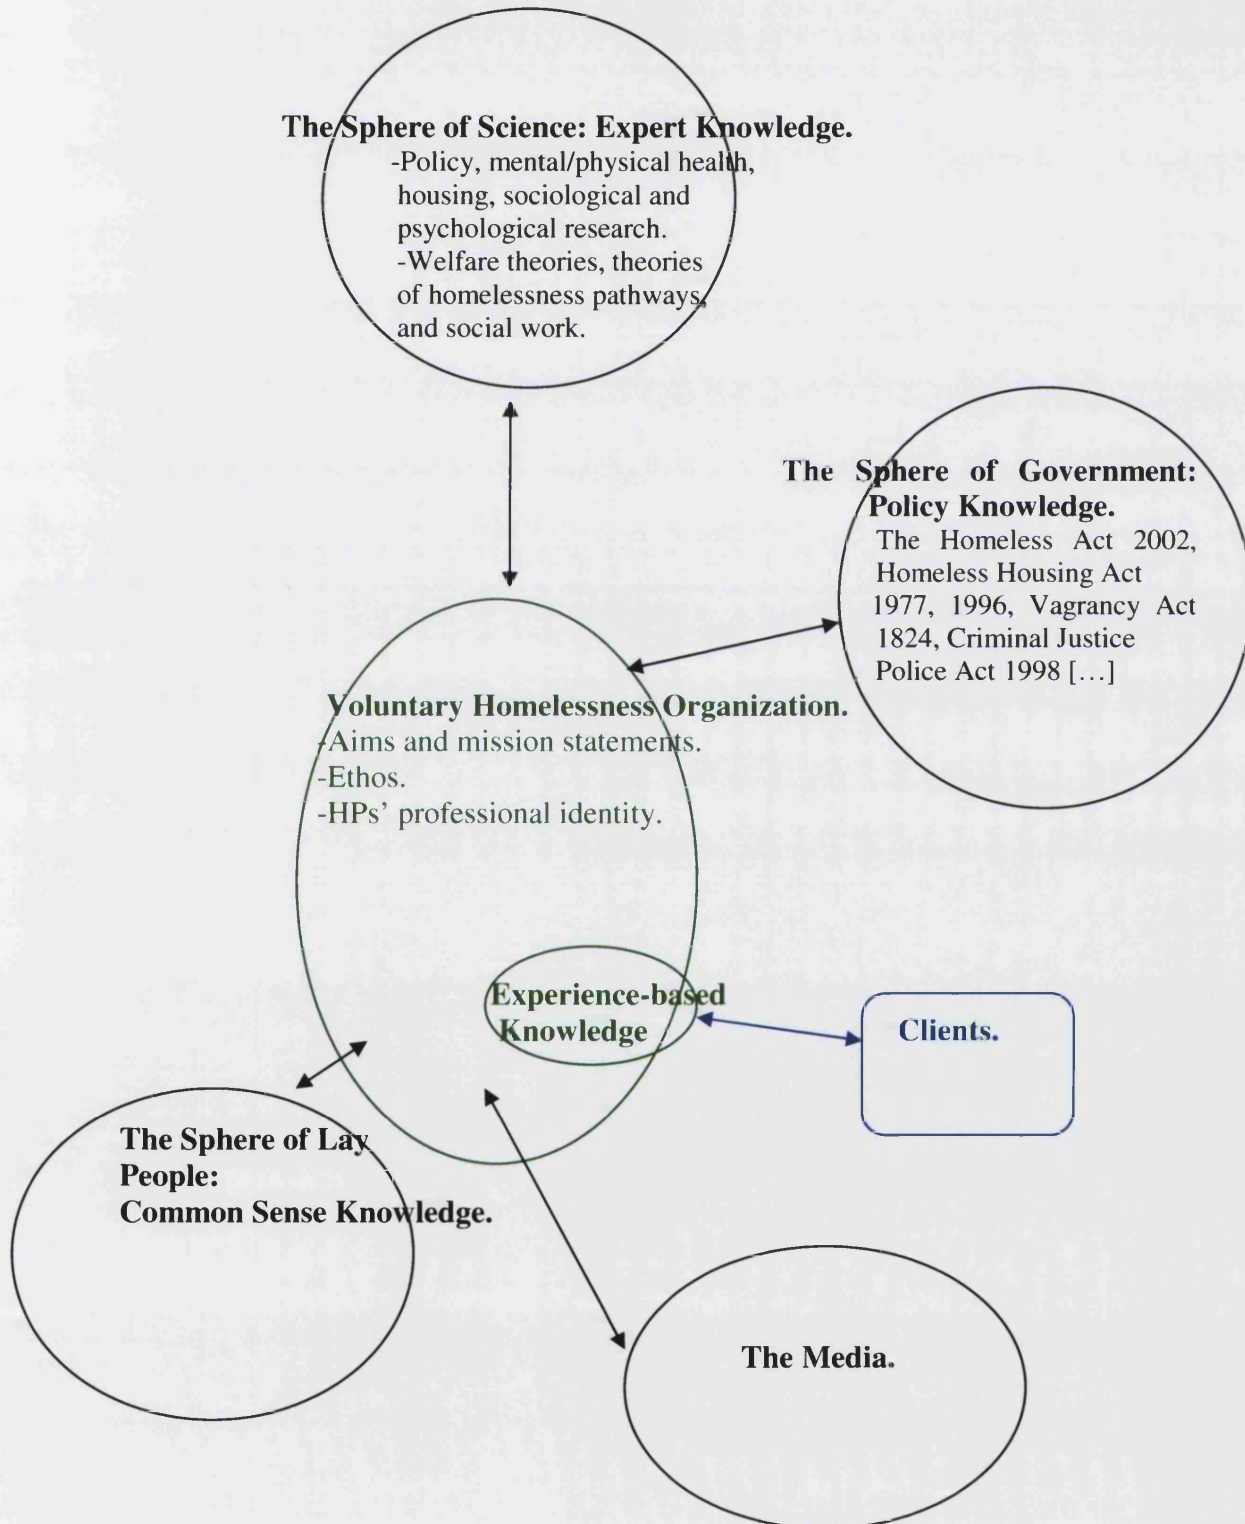 The Sphere of Science: Expert Knowledge.
-Policy, mental/physical health,
housing, sociological and
psychological research.
-Welfare theories, theories
of homelessness pathways,
and social work.
The Sphere of Government:
Policy Knowledge.
The Homeless Act 2002,
Homeless Housing Act
1977, 1996, Vagrancy Act
1824, Criminal Justice
Police Act 1998 […]
Voluntary Homelessness Organization.
-Aims and mission statements.
-Ethos.
-HPs’ professional identity.
Experience-based
Knowledge
Clients.
The Sphere of Lay
People:
Common Sense Knowledge.
The Media.